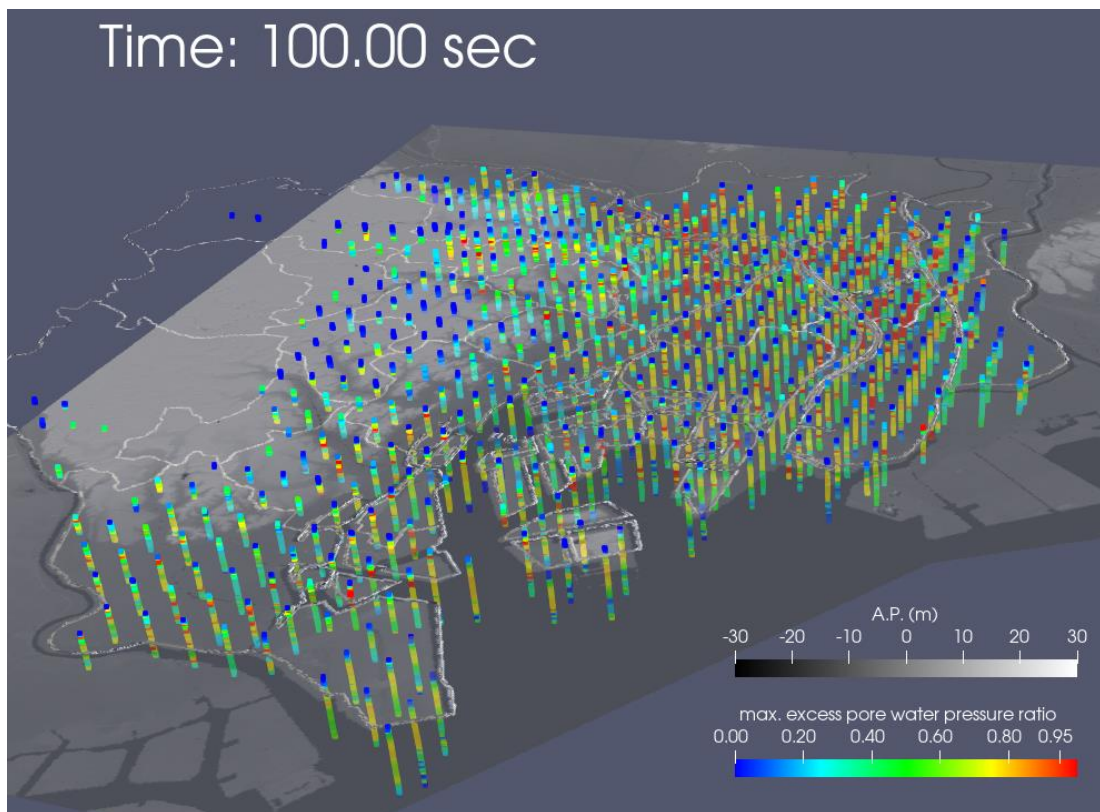 Time: 100.00 sec
A.P. (m)
-30 -20 -10 0 10 20 30
max. excess pore water pressure ratio
0.00 0.20 0.40 0.60 0.80 0.95